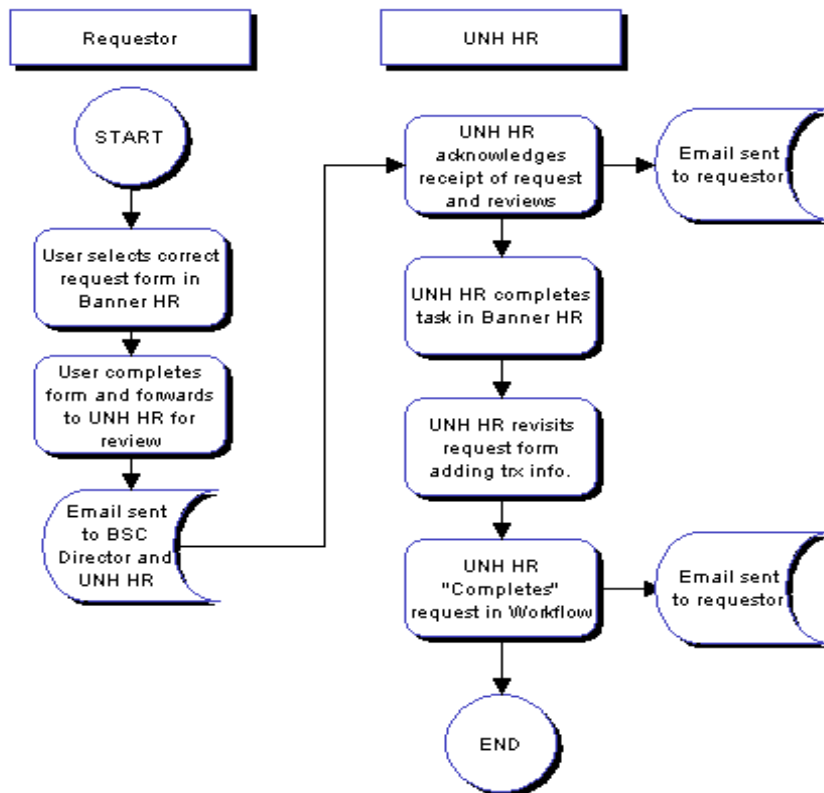 Requestor
UNH HR
START
User selects correct
request form in
Banner HR
User completes
form and forwards
to UNH HR for
review
Email sent
to BSC
Director and
UNH HR
UNH HR
acknowledges
receipt of request
and reviews
Email sent
to requestor
UNH HR completes
task in Banner HR
UNH HR revisits
request form
adding trx info.
UNH HR
"Completes"
request in Workflow
Email sent
to requestor
END